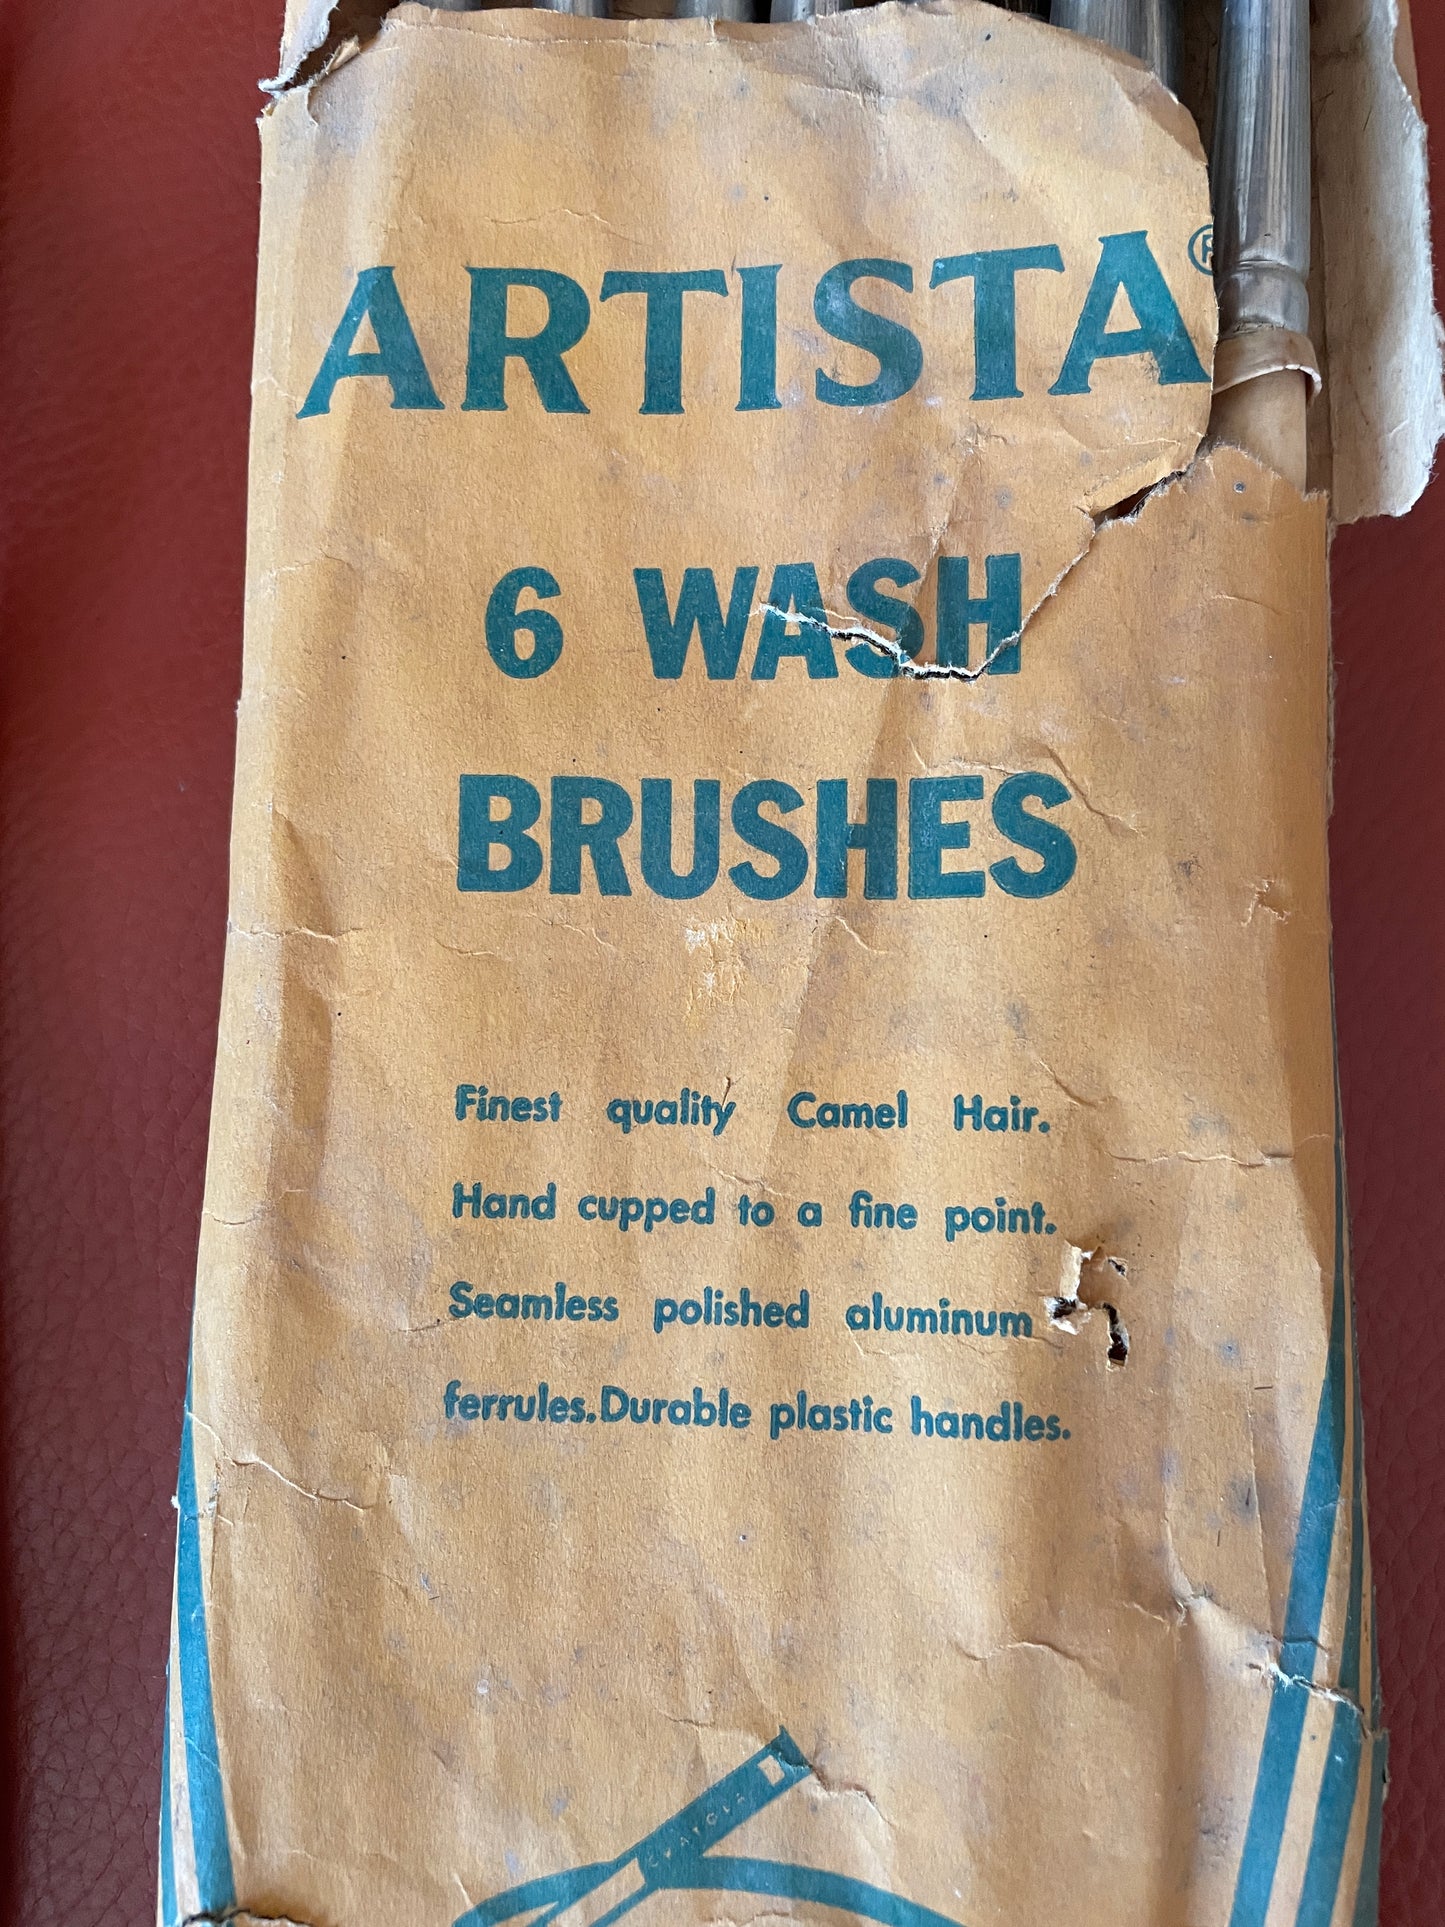 ARTISTA®
6 WASH
BRUSHES
Finest quality Camel Hair.
Hand cupped to a fine point.
Seamless polished aluminum
ferrules. Durable plastic handles.